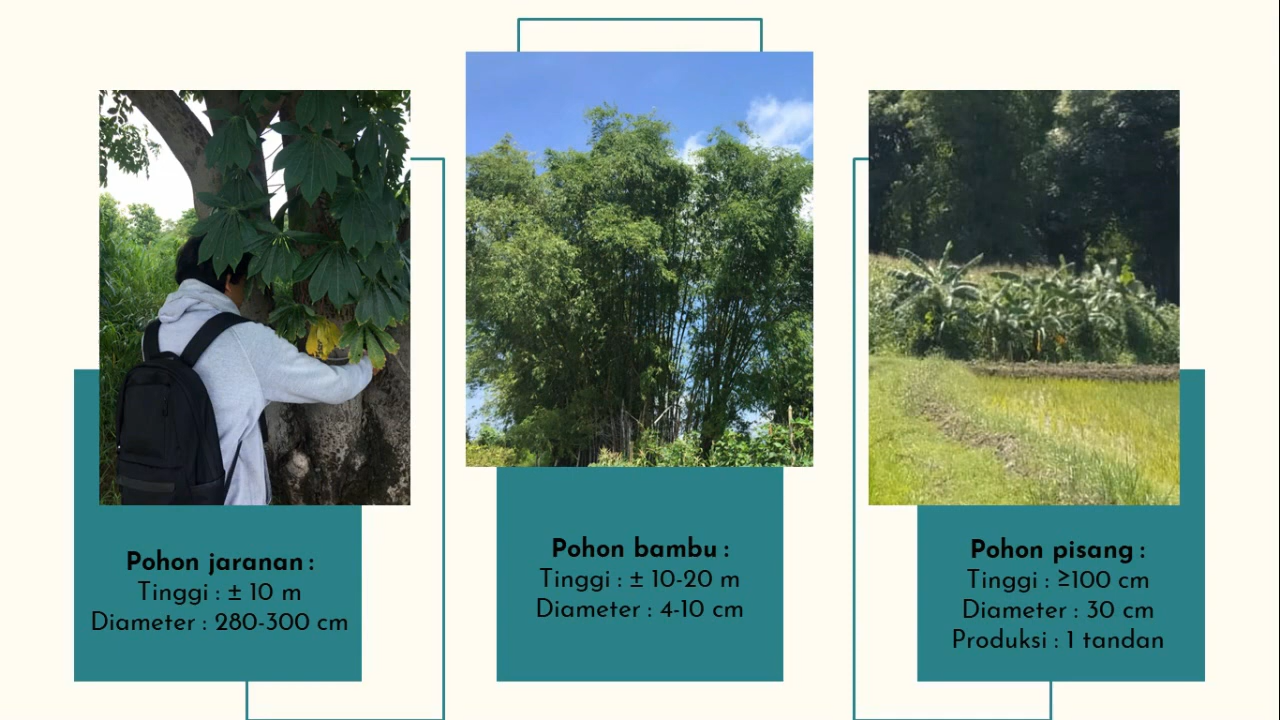 Pohon jaranan :
Tinggi : ± 10 m
Diameter : 280-300 cm
Pohon bambu :
Tinggi : ± 10-20 m
Diameter : 4-10 cm
Pohon pisang :
Tinggi : ≥100 cm
Diameter : 30 cm
Produksi : 1 tandan